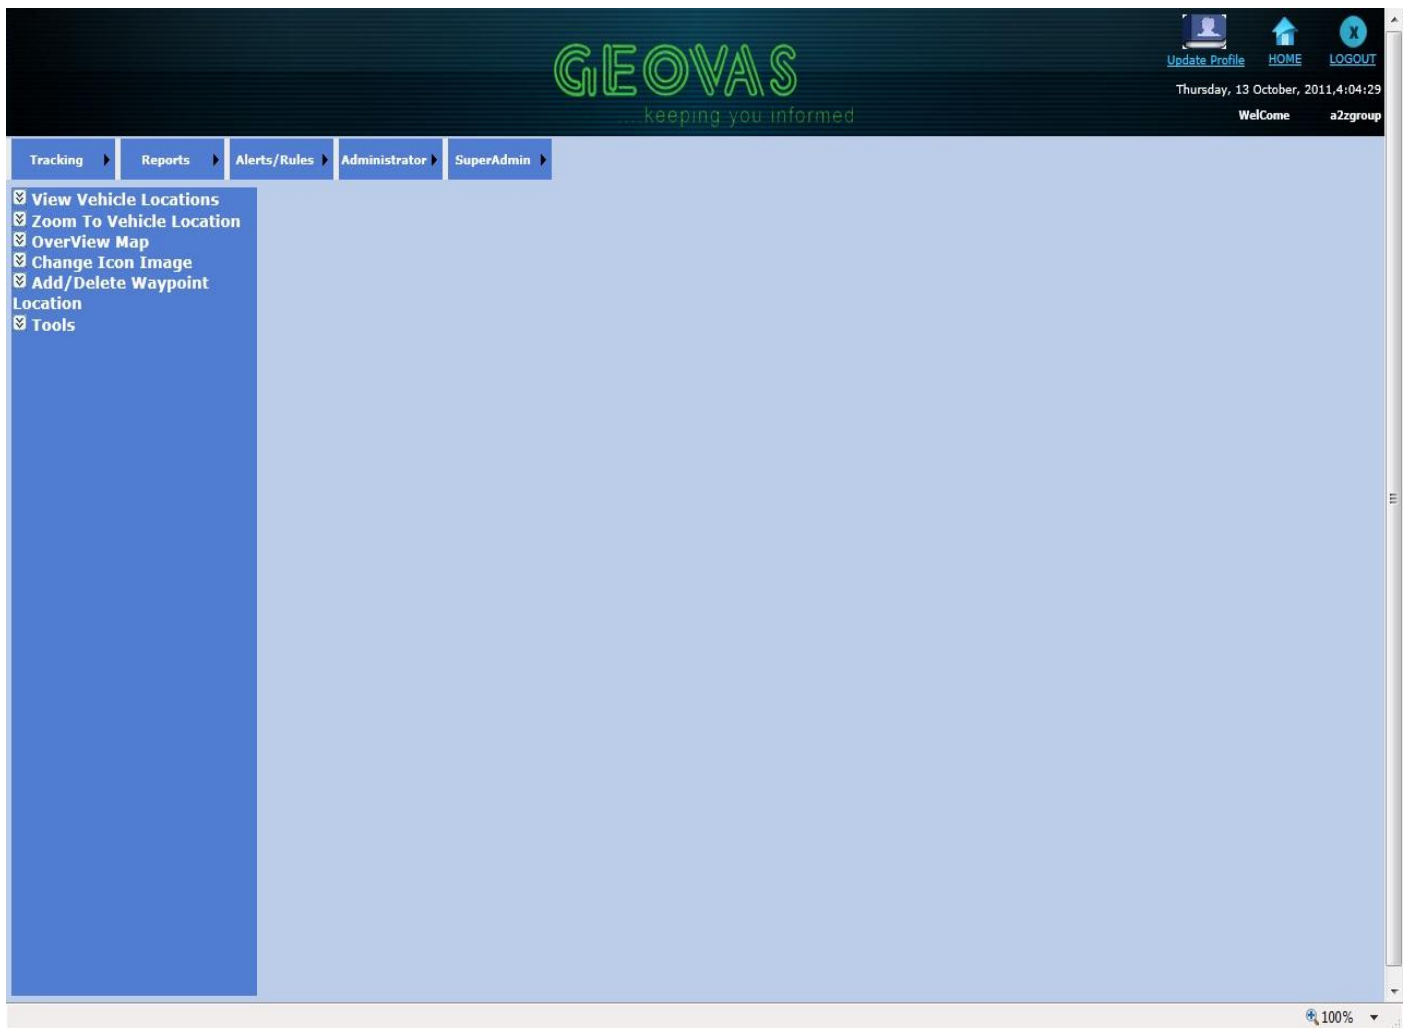 GEOVAS
....keeping you informed
Update Profile
HOME
X
LOGOUT
Thursday, 13 October, 2011,4:04:29
WelCome a2zgroup
Tracking Reports Alerts/Rules Administrator SuperAdmin
View Vehicle Locations
Zoom To Vehicle Location
OverView Map
Change Icon Image
Add/Delete Waypoint
Location
Tools
100%